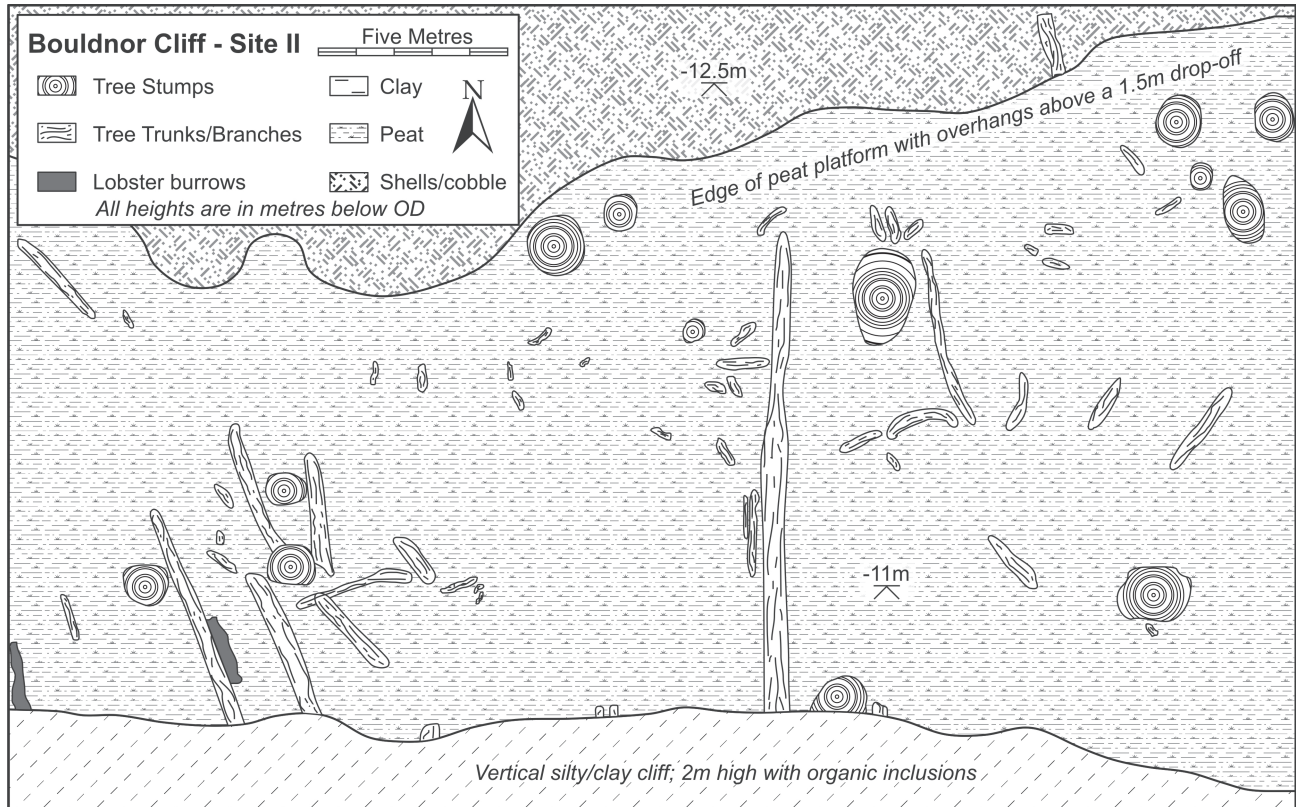 Bouldnor Cliff - Site II
Five Metres
Tree Stumps
Clay
N
Tree Trunks/Branches
Peat
Lobster burrows
Shells/cobble
All heights are in metres below OD
-12.5m
Edge of peat platform with overhangs above a 1.5m drop-off
-11m
Vertical silty/clay cliff; 2m high with organic inclusions